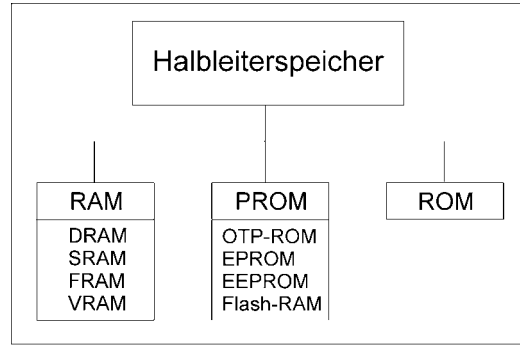 Halbleiterspeicher
RAM
DRAM
SRAM
FRAM
VRAM
PROM
OTP-ROM
EPROM
EEPROM
Flash-RAM
ROM